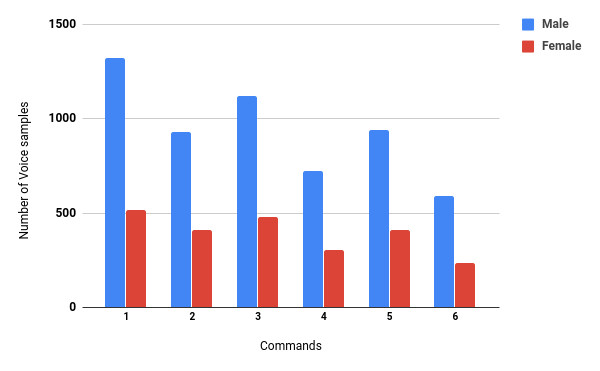 1500
1000
500
0
Number of Voice samples
1 2 3 4 5 6
Commands
Male
Female